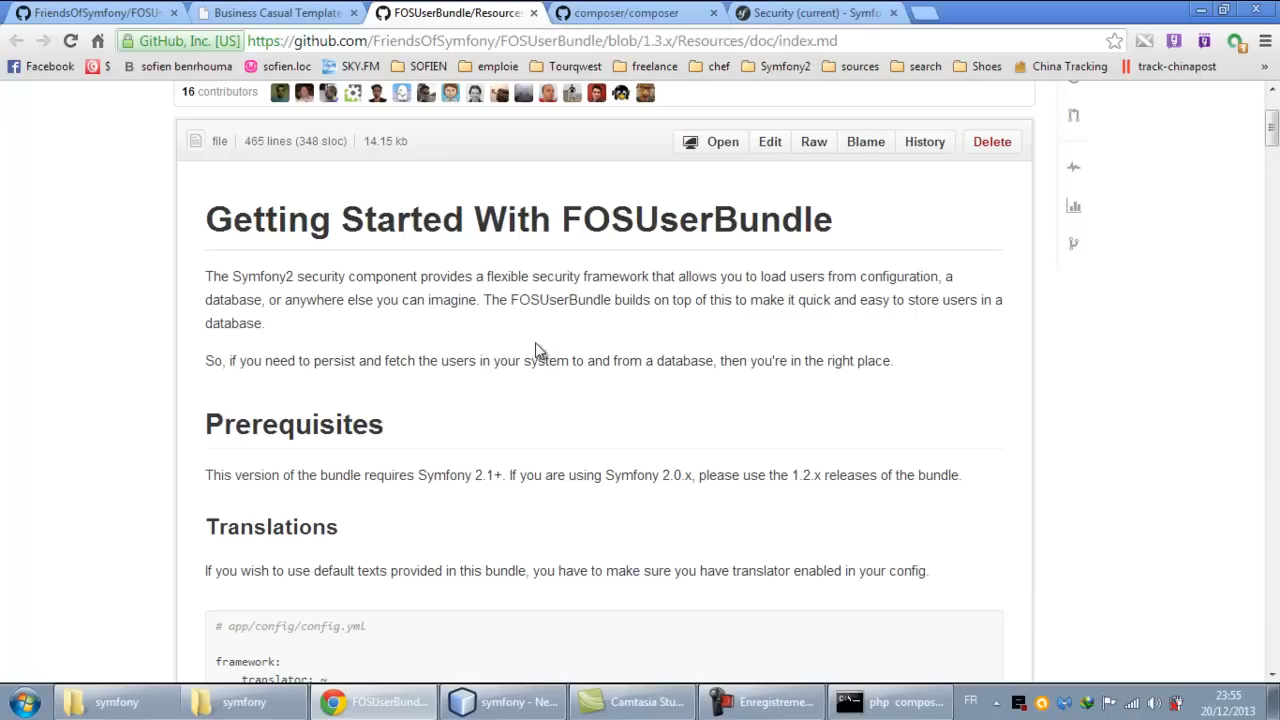 FriendsOfSymfony/FOSUs
Business Casual Template
FOSUserBundle/Resource
composer/composer
Security (current) - Symfo
GitHub, Inc. [US]
https://github.com/FriendsOfSymfony/FOSUserBundle/blob/1.3.x/Resources/doc/index.md
Facebook
$
sofien benrhouma
sofien.loc
SKY.FM
SOFIEN
emploie
Tourqwest
freelance
chef
Symfony2
sources
search
Shoes
China Tracking
track-chinapost
»
16 contributors
file
465 lines (348 sloc)
14.15 kb
Open
Edit
Raw
Blame
History
Delete
Getting Started With FOSUserBundle
The Symfony2 security component provides a flexible security framework that allows you to load users from configuration, a
database, or anywhere else you can imagine. The FOSUserBundle builds on top of this to make it quick and easy to store users in a
database.
So, if you need to persist and fetch the users in your system to and from a database, then you're in the right place.
Prerequisites
This version of the bundle requires Symfony 2.1+. If you are using Symfony 2.0.x, please use the 1.2.x releases of the bundle.
Translations
If you wish to use default texts provided in this bundle, you have to make sure you have translator enabled in your config.
# app/config/config.yml
framework:
translator: ~
symfony
symfony
FOSUserBund...
symfony - Ne...
Camtasia Stu...
Enregistreme...
php compos...
FR
23:55
20/12/2013